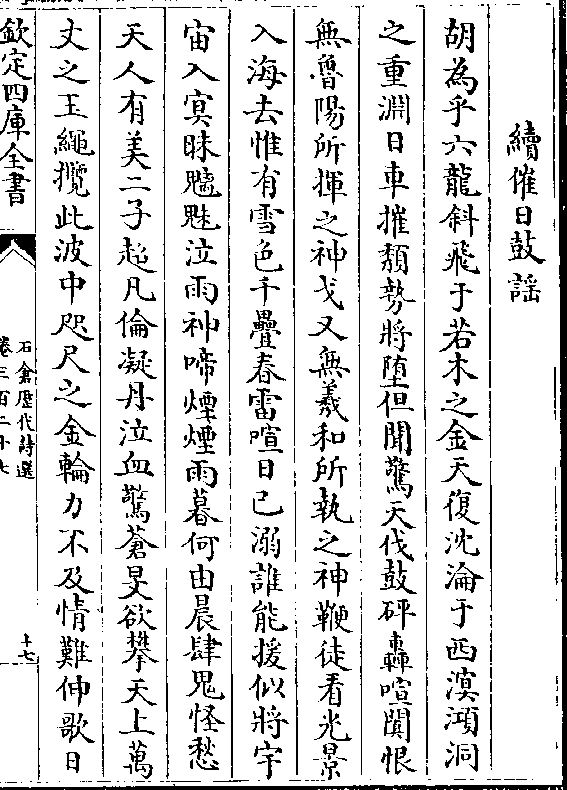 續催日鼓謡
胡為乎六龍斜飛于若木之金天復沈淪于西溟澒洞
之重淵日車摧頽勢將墮但聞驚天伐鼓砰轟喧闐恨
無魯陽所揮之神戈又無羲和所執之神鞭徒看光景
入海去惟有雪色千疊春雷喧日已溺誰能援似將宇
宙入㝠昧魑魅泣雨神啼煙煙雨暮何由晨肆鬼怪愁
天人有美二子超凡倫凝丹泣血驚蒼旻欲攀天上萬
丈之玉繩攬此波中咫尺之金輪力不及情難伸歌日
欽定四庫全書
石倉歴代詩選
卷三百二十七
十七